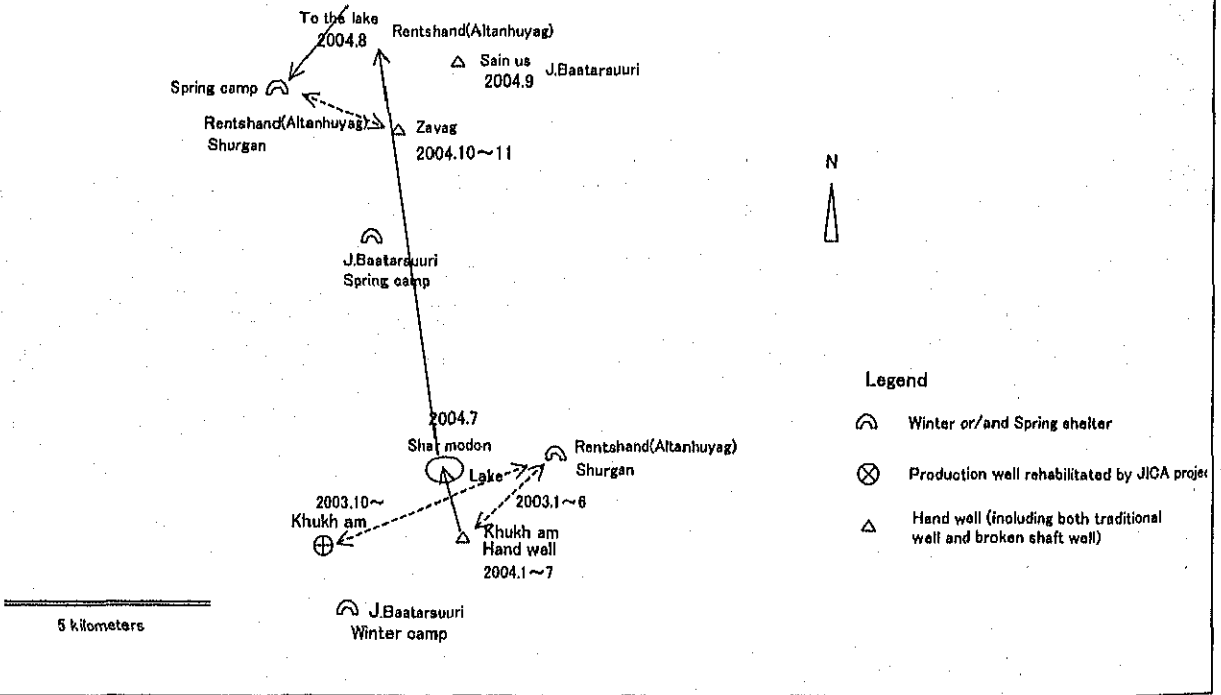 To the lake
2004.8
Rentshand(Altanhuyag)
Sain us
2004.9
J.Baatarsuuri
Spring camp
Rentshand(Altanhuyag)
Shurgan
Zavag
2004.10～11
N
J.Baatarsuuri
Spring camp
Legend
Winter or/and Spring shelter
Production well rehabilitated by JICA projec
Hand well (including both traditional
well and broken shaft well)
2004.7
Shar modon
Lake
Rentshand(Altanhuyag)
Shurgan
2003.10～
Khukh am
2003.1～6
Khukh am
Hand well
2004.1～7
J.Baatarsuuri
Winter camp
5 kilometers